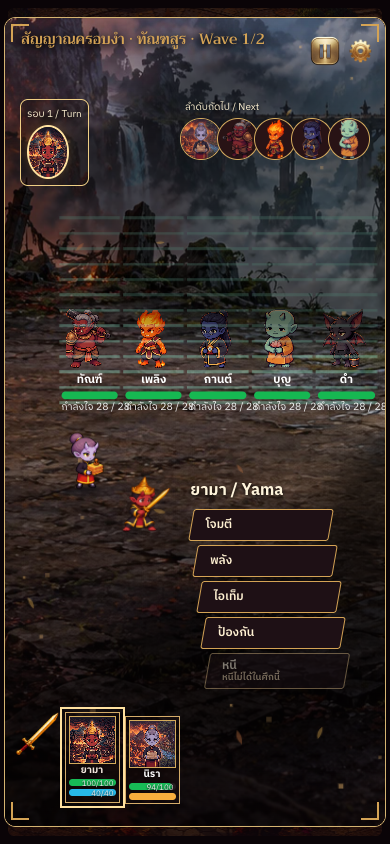 สัญญาณครอบงำ · ทัณฑสูร · Wave 1/2
รอบ 1 / Turn
ลำดับถัดไป / Next
ทัณฑ์ เพลิง กานต์ บุญ ดำ
กำลังใจ 28 / 28 กำลังใจ 28 / 28 กำลังใจ 28 / 28 กำลังใจ 28 / 28 กำลังใจ 28 / 28
ยามา / Yama
โจมตี
พลัง
ไอเท็ม
ป้องกัน
หนี
หนีไม่ได้ในศึกนี้
ยามา นิรา
100/100 94/100
40/40